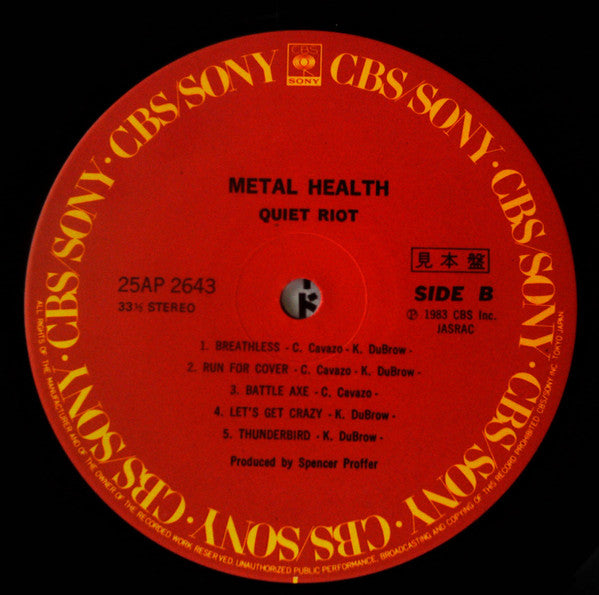 CBS
SONY
CBS/SONY · CBS/SONY · CBS/SONY · CBS/SONY · CBS/SONY · CBS/SONY · CBS/SONY · CBS/SONY
METAL HEALTH
QUIET RIOT
25AP 2643
33⅓ STEREO
見本盤
SIDE B
℗ 1983 CBS Inc.
JASRAC
1. BREATHLESS - C. Cavazo - K. DuBrow -
2. RUN FOR COVER - C. Cavazo - K. DuBrow -
3. BATTLE AXE - C. Cavazo -
4. LET'S GET CRAZY - K. DuBrow -
5. THUNDERBIRD - K. DuBrow -
Produced by Spencer Proffer
ALL RIGHTS OF THE MANUFACTURER AND OF THE OWNER OF THE RECORDED WORK RESERVED. UNAUTHORIZED PUBLIC PERFORMANCE, BROADCASTING AND COPYING OF THIS RECORD PROHIBITED. CBS/SONY INC. TOKYO JAPAN